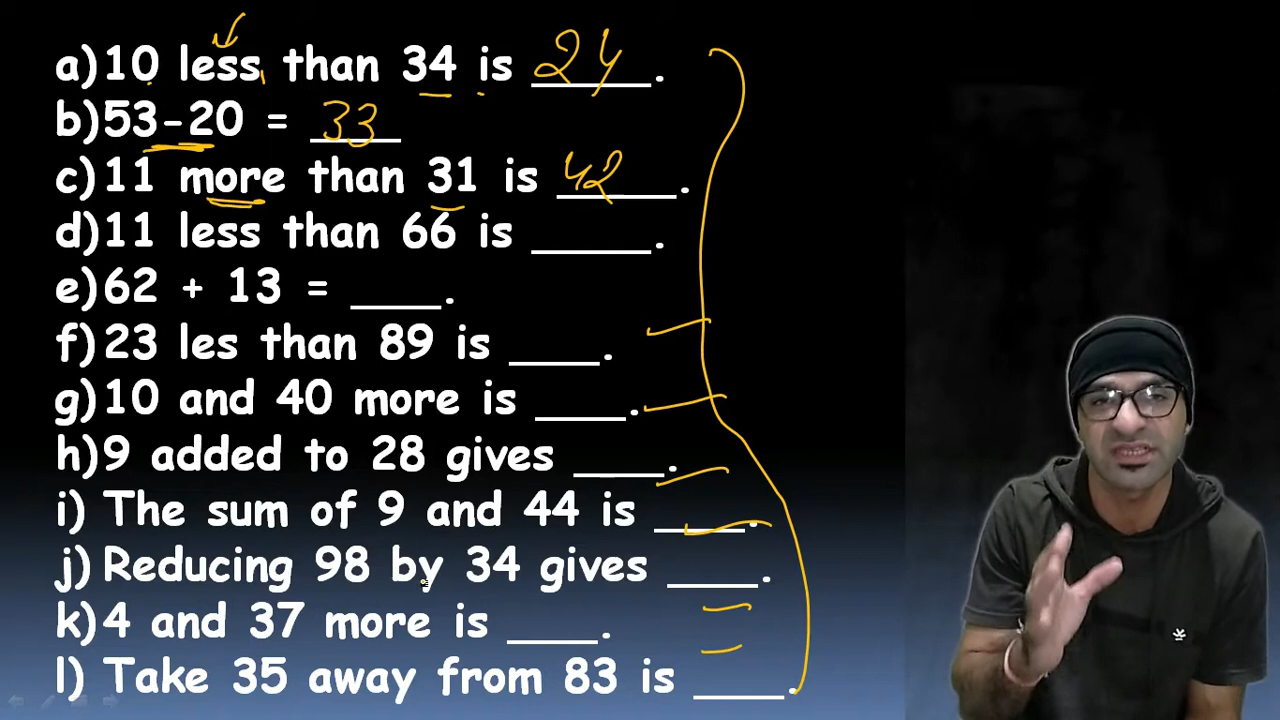 a)10 less than 34 is 24.
b)53-20 = 33
c)11 more than 31 is 42.
d)11 less than 66 is ____.
e)62 + 13 = ____.
f)23 les than 89 is ____.
g)10 and 40 more is ____.
h)9 added to 28 gives ____.
i) The sum of 9 and 44 is ____.
j) Reducing 98 by 34 gives ____.
k)4 and 37 more is ____.
l) Take 35 away from 83 is ____.